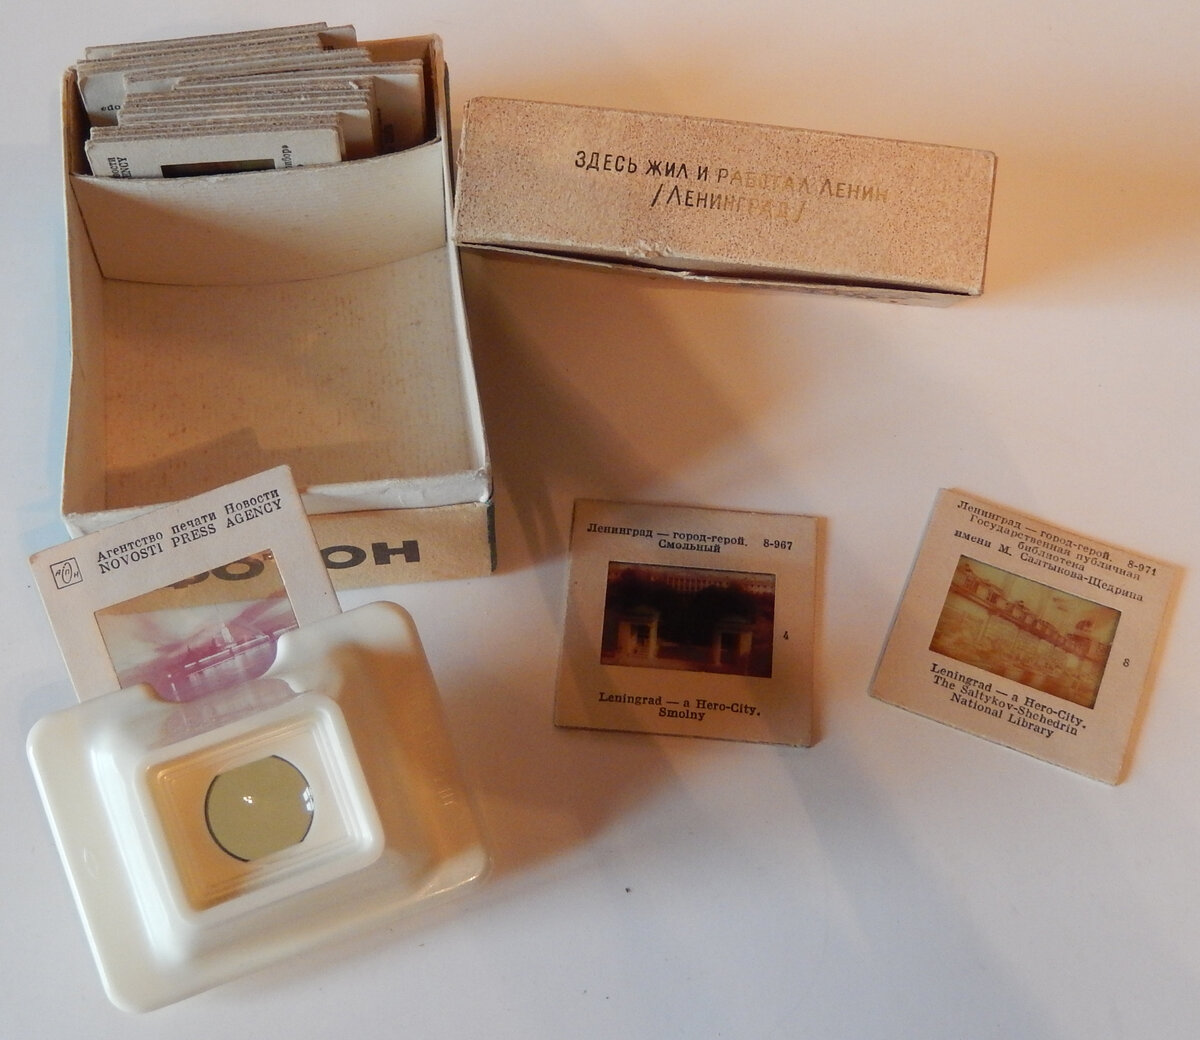 ЗДЕСЬ ЖИЛ И РАБОТАЛ ЛЕНИН
/ЛЕНИНГРАД/
Агентство печати Новости
NOVOSTI PRESS AGENCY
АПН
Ленинград — город-герой.
8-967
Смольный
4
Leningrad — a Hero-City.
Smolny
Ленинград — город-герой.
8-971
Государственная публичная
библиотека
имени М. Салтыкова-Щедрина
8
Leningrad — a Hero-City.
The Saltykov-Shchedrin
National Library